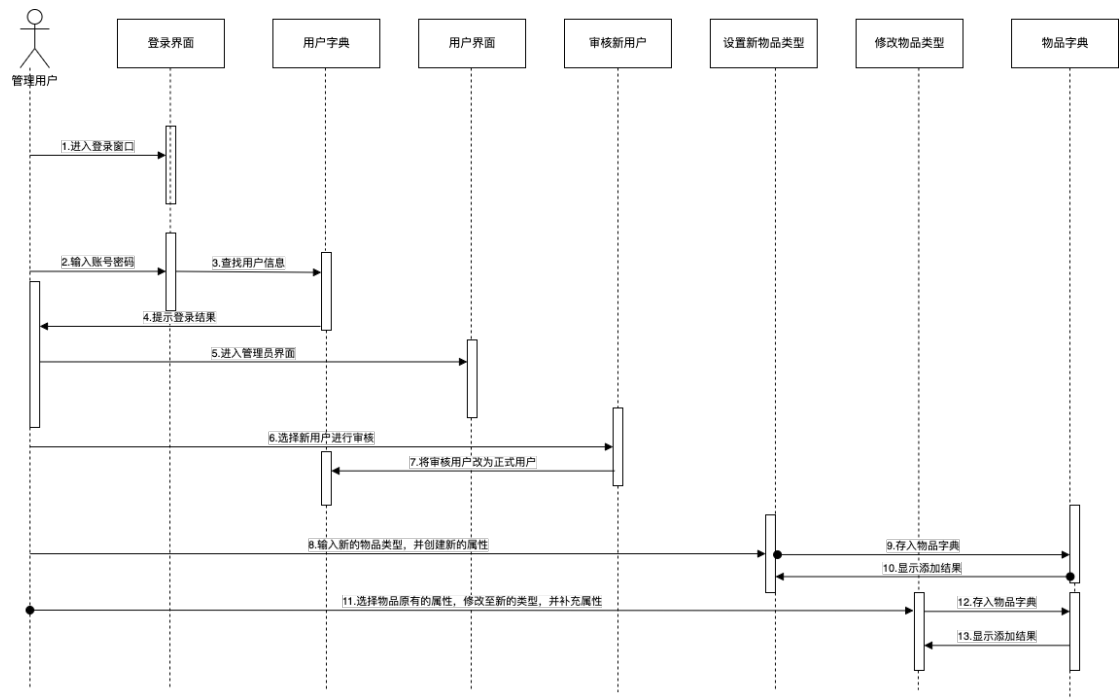 登录界面
用户字典
用户界面
审核新用户
设置新物品类型
修改物品类型
物品字典
管理用户
1.进入登录窗口
2.输入账号密码
3.查找用户信息
4.提示登录结果
5.进入管理员界面
6.选择新用户进行审核
7.将审核用户改为正式用户
8.输入新的物品类型，并创建新的属性
9.存入物品字典
10.显示添加结果
11.选择物品原有的属性，修改至新的类型，并补充属性
12.存入物品字典
13.显示添加结果